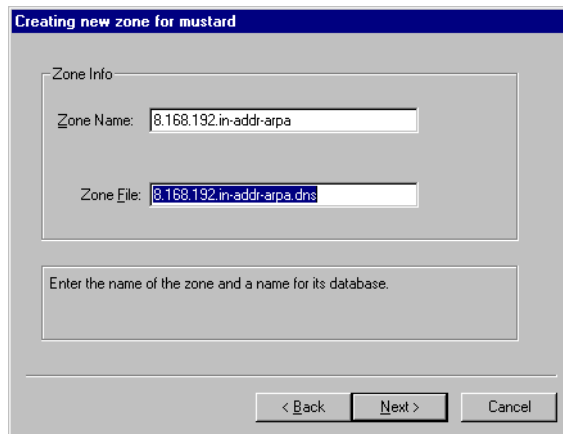 Creating new zone for mustard
Zone Info
Zone Name: 8.168.192.in-addr-arpa
Zone File: 8.168.192.in-addr-arpa.dns
Enter the name of the zone and a name for its database.
< Back Next > Cancel